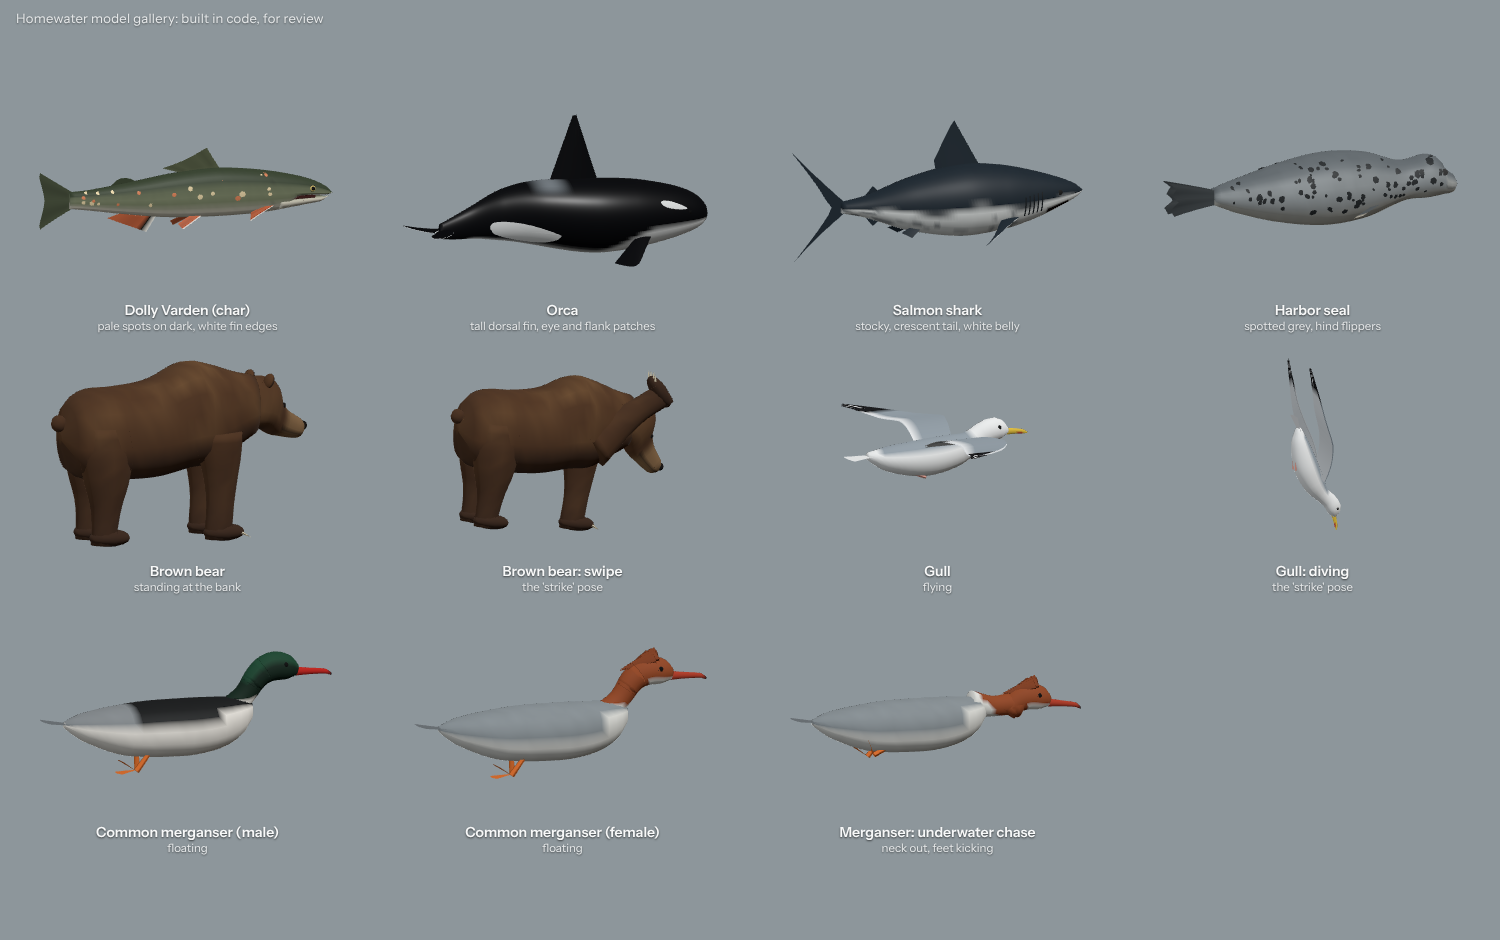 Homewater model gallery: built in code, for review
Dolly Varden (char)
pale spots on dark, white fin edges
Orca
tall dorsal fin, eye and flank patches
Salmon shark
stocky, crescent tail, white belly
Harbor seal
spotted grey, hind flippers
Brown bear
standing at the bank
Brown bear: swipe
the 'strike' pose
Gull
flying
Gull: diving
the 'strike' pose
Common merganser (male)
floating
Common merganser (female)
floating
Merganser: underwater chase
neck out, feet kicking